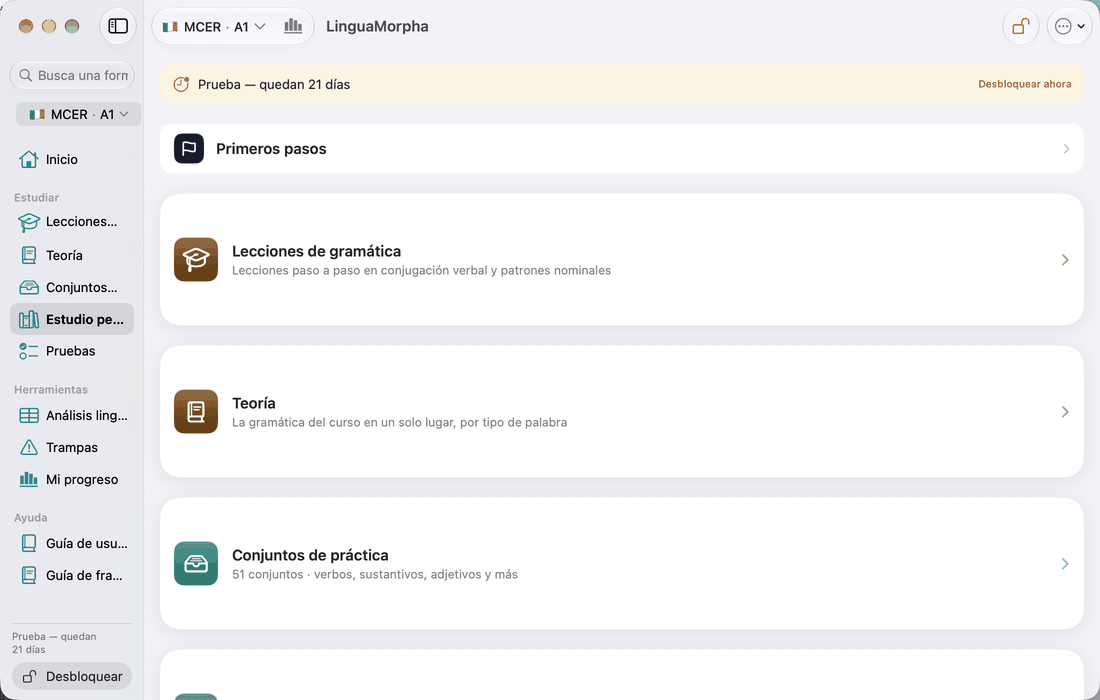 MCER · A1
LinguaMorpha
Busca una forn
MCER · A1
Inicio
Estudiar
Lecciones...
Teoría
Conjuntos...
Estudio pe...
Pruebas
Herramientas
Análisis ling...
Trampas
Mi progreso
Ayuda
Guía de usu...
Guía de fra...
Prueba — quedan
21 días
Desbloquear
Prueba — quedan 21 días
Desbloquear ahora
Primeros pasos
Lecciones de gramática
Lecciones paso a paso en conjugación verbal y patrones nominales
Teoría
La gramática del curso en un solo lugar, por tipo de palabra
Conjuntos de práctica
51 conjuntos · verbos, sustantivos, adjetivos y más